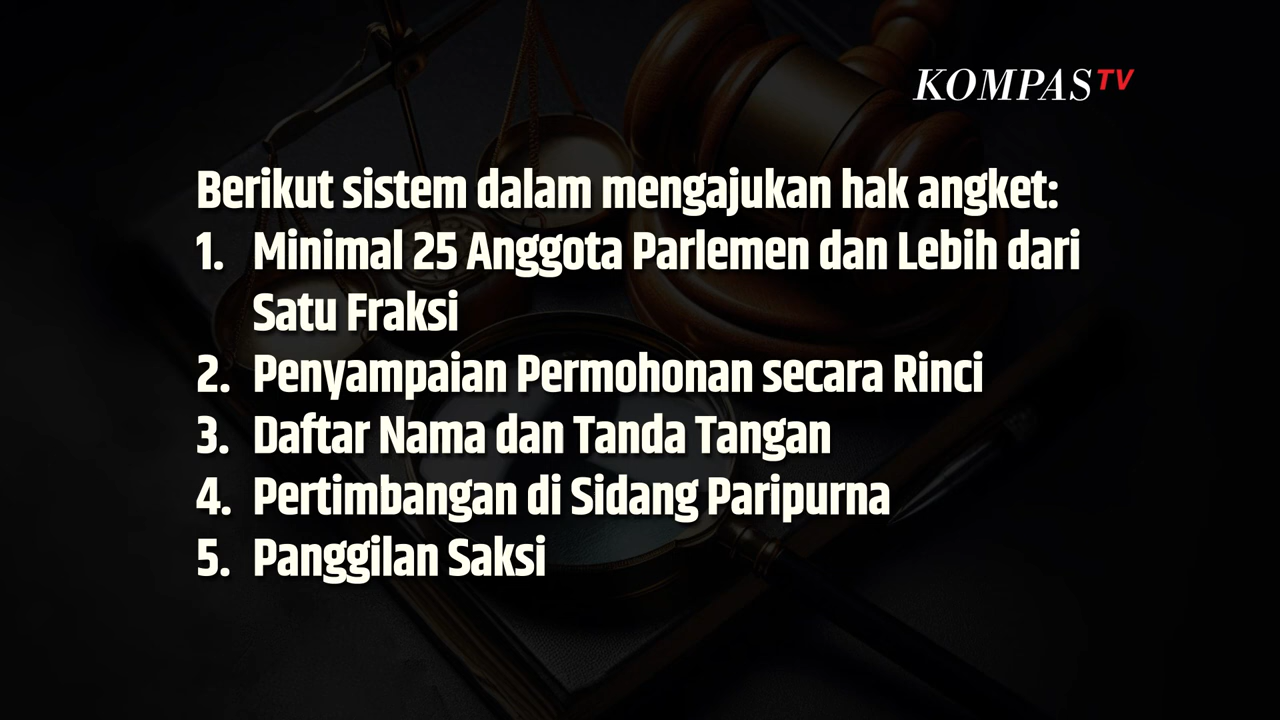 KOMPAS TV
Berikut sistem dalam mengajukan hak angket:
1. Minimal 25 Anggota Parlemen dan Lebih dari
Satu Fraksi
2. Penyampaian Permohonan secara Rinci
3. Daftar Nama dan Tanda Tangan
4. Pertimbangan di Sidang Paripurna
5. Panggilan Saksi